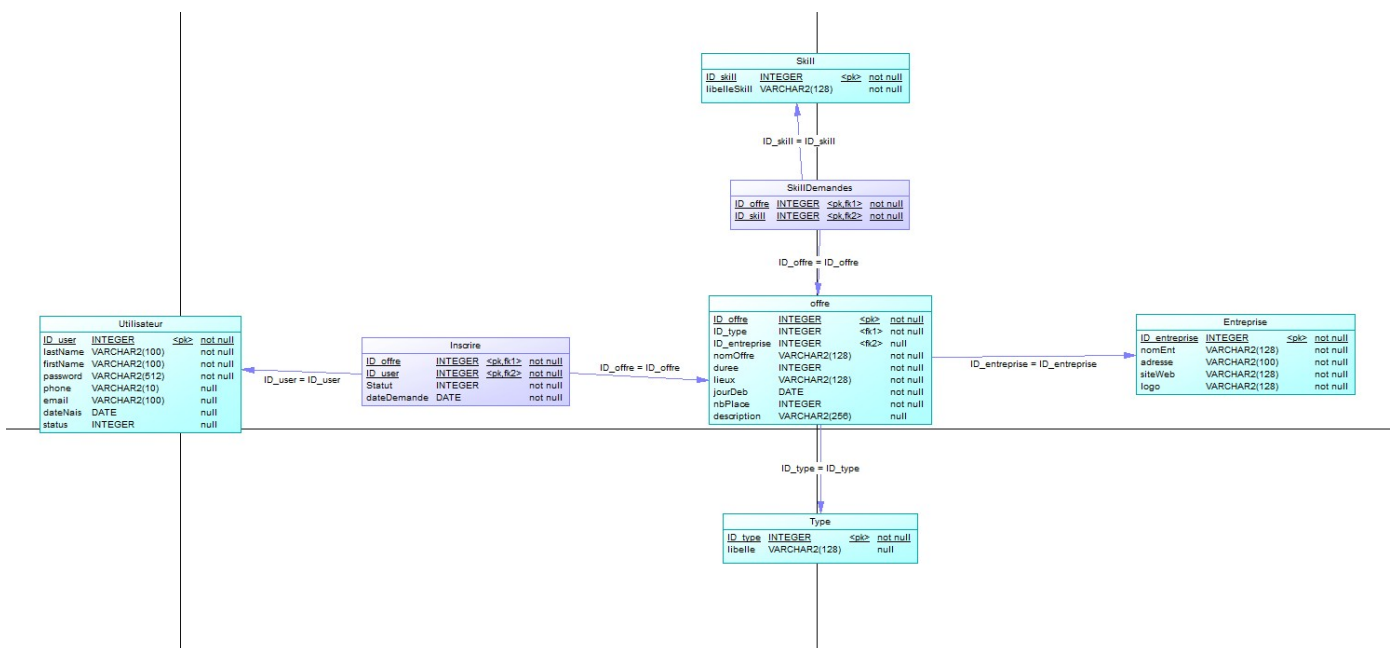 Skill
ID_skill INTEGER <pk> not null
libelleSkill VARCHAR2(128) not null
ID_skill = ID_skill
SkillDemandes
ID_offre INTEGER <pk,fk1> not null
ID_skill INTEGER <pk,fk2> not null
ID_offre = ID_offre
Utilisateur
ID_user INTEGER <pk> not null
lastName VARCHAR2(100) not null
firstName VARCHAR2(100) not null
password VARCHAR2(512) not null
phone VARCHAR2(10) null
email VARCHAR2(100) null
dateNais DATE null
status INTEGER null
ID_user = ID_user
Inscrire
ID_offre INTEGER <pk,fk1> not null
ID_user INTEGER <pk,fk2> not null
Statut INTEGER not null
dateDemande DATE not null
ID_offre = ID_offre
offre
ID_offre INTEGER <pk> not null
ID_type INTEGER <fk1> not null
ID_entreprise INTEGER <fk2> null
nomOffre VARCHAR2(128) not null
duree INTEGER not null
lieux VARCHAR2(128) not null
jourDeb DATE not null
nbPlace INTEGER not null
description VARCHAR2(256) null
ID_entreprise = ID_entreprise
Entreprise
ID_entreprise INTEGER <pk> not null
nomEnt VARCHAR2(128) not null
adresse VARCHAR2(100) not null
siteWeb VARCHAR2(128) not null
logo VARCHAR2(128) not null
ID_type = ID_type
Type
ID_type INTEGER <pk> not null
libelle VARCHAR2(128) null